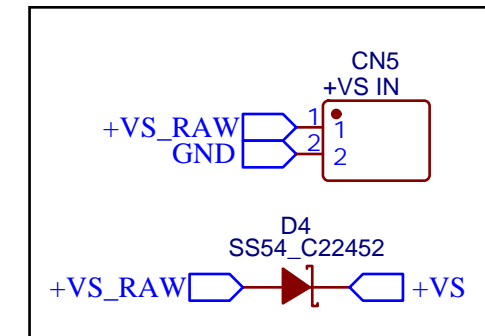 CN5
+VS IN
+VS_RAW 1 1
GND 2 2
D4
SS54_C22452
+VS_RAW +VS